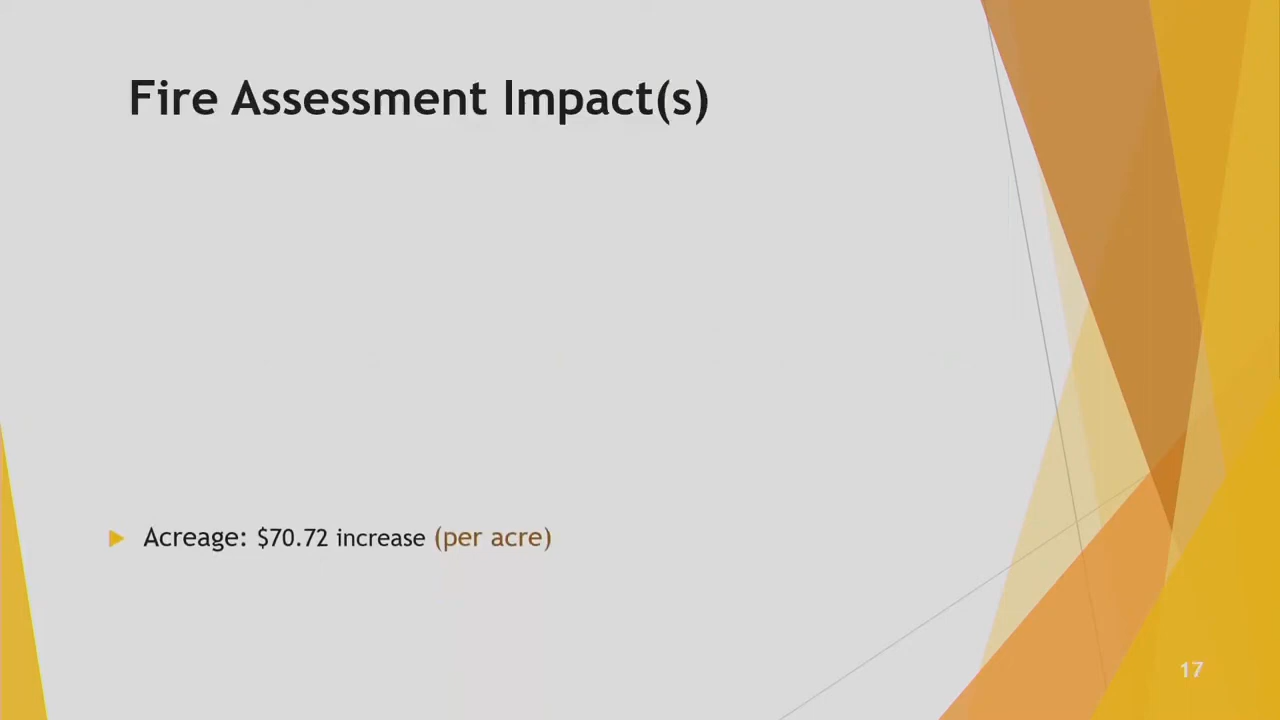 Fire Assessment Impact(s)
Acreage: $70.72 increase (per acre)
17